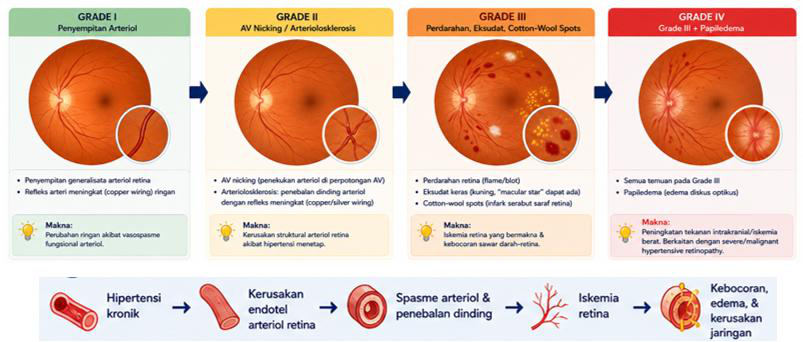 GRADE I
Penyempitan Arteriol
• Penyempitan generalisata arteriol retina
• Refleks arteri meningkat (copper wiring) ringan
Makna:
Perubahan ringan akibat vasospasme
fungsional arteriol.
GRADE II
AV Nicking / Arteriolosklerosis
• AV nicking (penekukan arteriol di perpotongan AV)
• Arteriolosklerosis: penebalan dinding arteriol
dengan refleks meningkat (copper/silver wiring)
Makna:
Kerusakan struktural arteriol retina
akibat hipertensi menetap.
GRADE III
Perdarahan, Eksudat, Cotton-Wool Spots
• Perdarahan retina (flame/blot)
• Eksudat keras (kuning, "macular star" dapat ada)
• Cotton-wool spots (infark serabut saraf retina)
Makna:
Iskemia retina yang bermakna &
kebocoran sawar darah-retina.
GRADE IV
Grade III + Papiledema
• Semua temuan pada Grade III
• Papiledema (edema diskus optikus)
Makna:
Peningkatan tekanan intrakranial/iskemia
berat. Berkaitan dengan severe/malignant
hypertensive retinopathy.
Hipertensi
kronik
Kerusakan
endotel
arteriol retina
Spasme arteriol &
penebalan dinding
Iskemia
retina
Kebocoran,
edema, &
kerusakan
jaringan